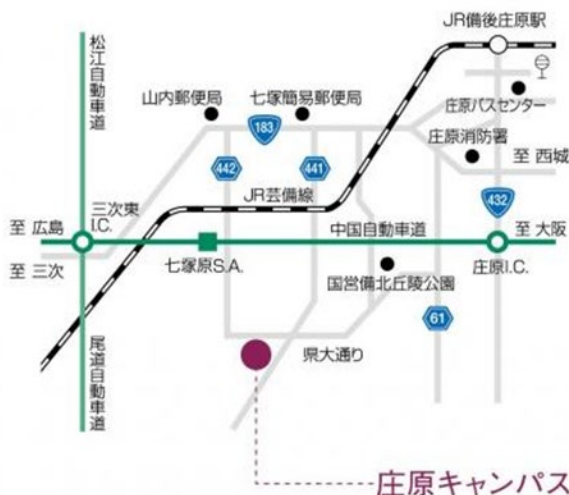 JR備後庄原駅
松江自動車道
山内郵便局
七塚簡易郵便局
庄原バスセンター
183
庄原消防署
442
441
至 西城
JR芸備線
432
三次東
I.C.
至 広島
中国自動車道
至 大阪
至 三次
七塚原S.A.
庄原I.C.
国営備北丘陵公園
61
尾道自動車道
県大通り
庄原キャンパス